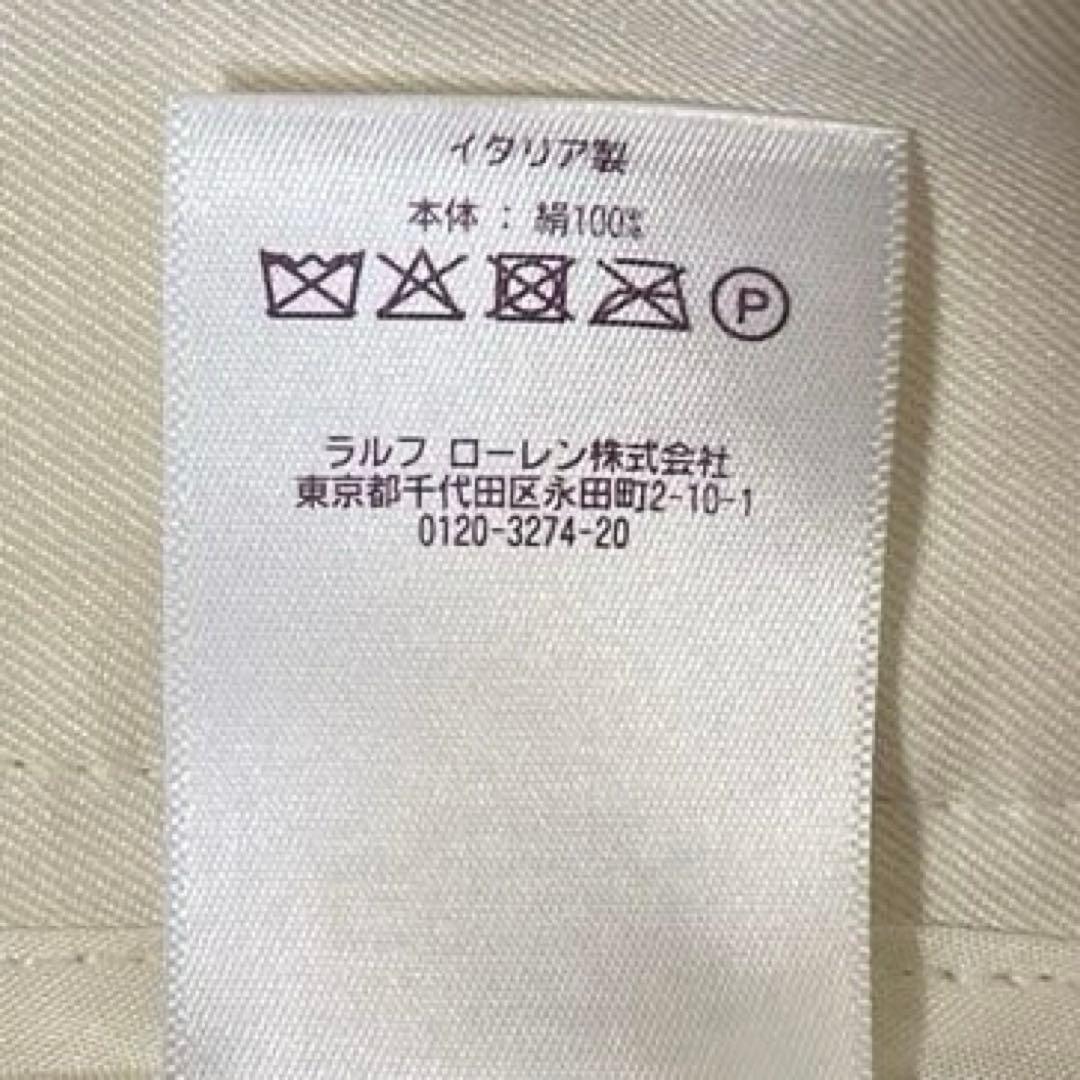 イタリア製
本体 : 絹100%
P
ラルフ ローレン株式会社
東京都千代田区永田町2-10-1
0120-3274-20